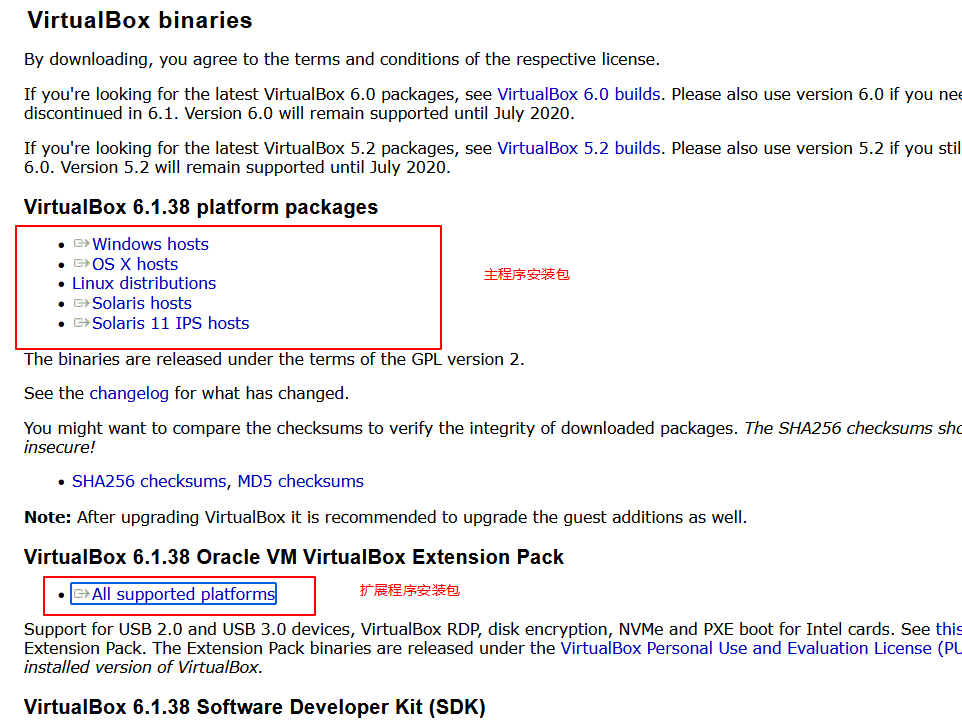 VirtualBox binaries
By downloading, you agree to the terms and conditions of the respective license.
If you're looking for the latest VirtualBox 6.0 packages, see VirtualBox 6.0 builds. Please also use version 6.0 if you
discontinued in 6.1. Version 6.0 will remain supported until July 2020.
If you're looking for the latest VirtualBox 5.2 packages, see VirtualBox 5.2 builds. Please also use version 5.2 if you
6.0. Version 5.2 will remain supported until July 2020.
VirtualBox 6.1.38 platform packages
Windows hosts
OS X hosts
主程序安装包
Linux distributions
Solaris hosts
Solaris 11 IPS hosts
The binaries are released under the terms of the GPL version 2.
See the changelog for what has changed.
You might want to compare the checksums to verify the integrity of downloaded packages. The SHA256 checksums
insecure!
SHA256 checksums, MD5 checksums
Note: After upgrading VirtualBox it is recommended to upgrade the guest additions as well.
VirtualBox 6.1.38 Oracle VM VirtualBox Extension Pack
All supported platforms
扩展程序安装包
Support for USB 2.0 and USB 3.0 devices, VirtualBox RDP, disk encryption, NVMe and PXE boot for Intel cards. See this
Extension Pack. The Extension Pack binaries are released under the VirtualBox Personal Use and Evaluation License (PU
installed version of VirtualBox.
VirtualBox 6.1.38 Software Developer Kit (SDK)